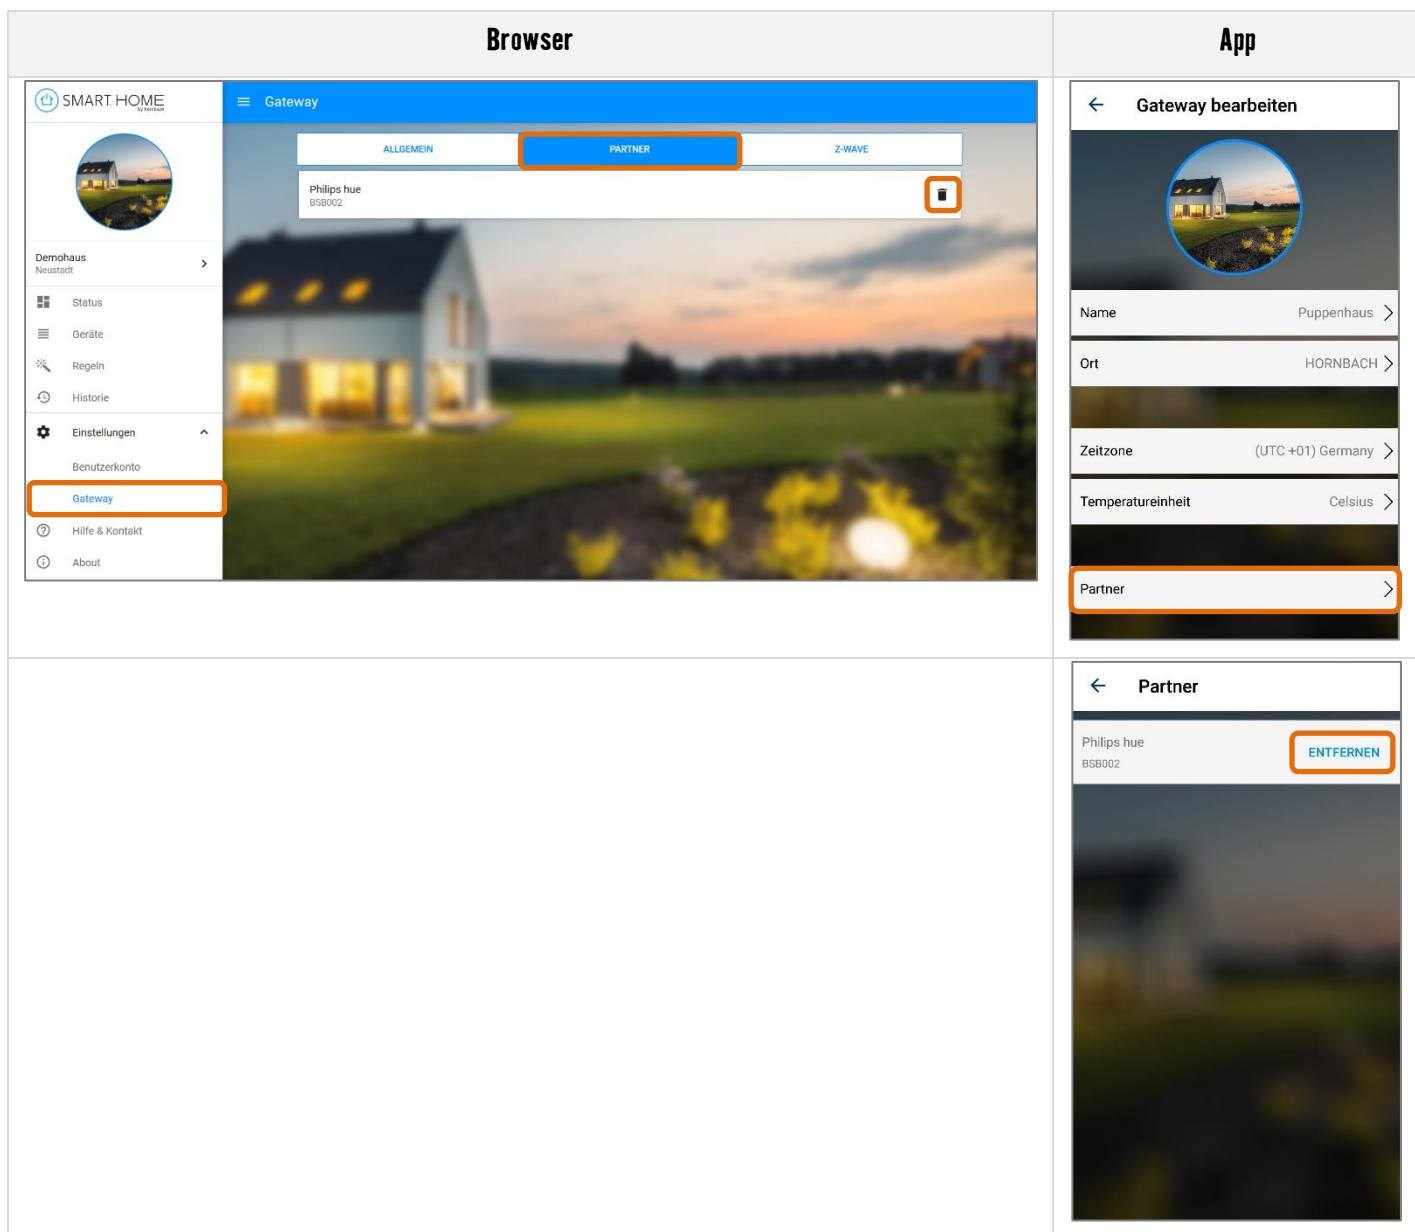 Browser
App
SMART HOME
by hornbach
Gateway
ALLGEMEIN
PARTNER
Z-WAVE
Philips hue
BSB002
Demohaus
Neustadt
Status
Geräte
Regeln
Historie
Einstellungen
Benutzerkonto
Gateway
Hilfe & Kontakt
About
Gateway bearbeiten
Name Puppenhaus
Ort HORNBACH
Zeitzone (UTC +01) Germany
Temperatureinheit Celsius
Partner
Partner
Philips hue
BSB002
ENTFERNEN